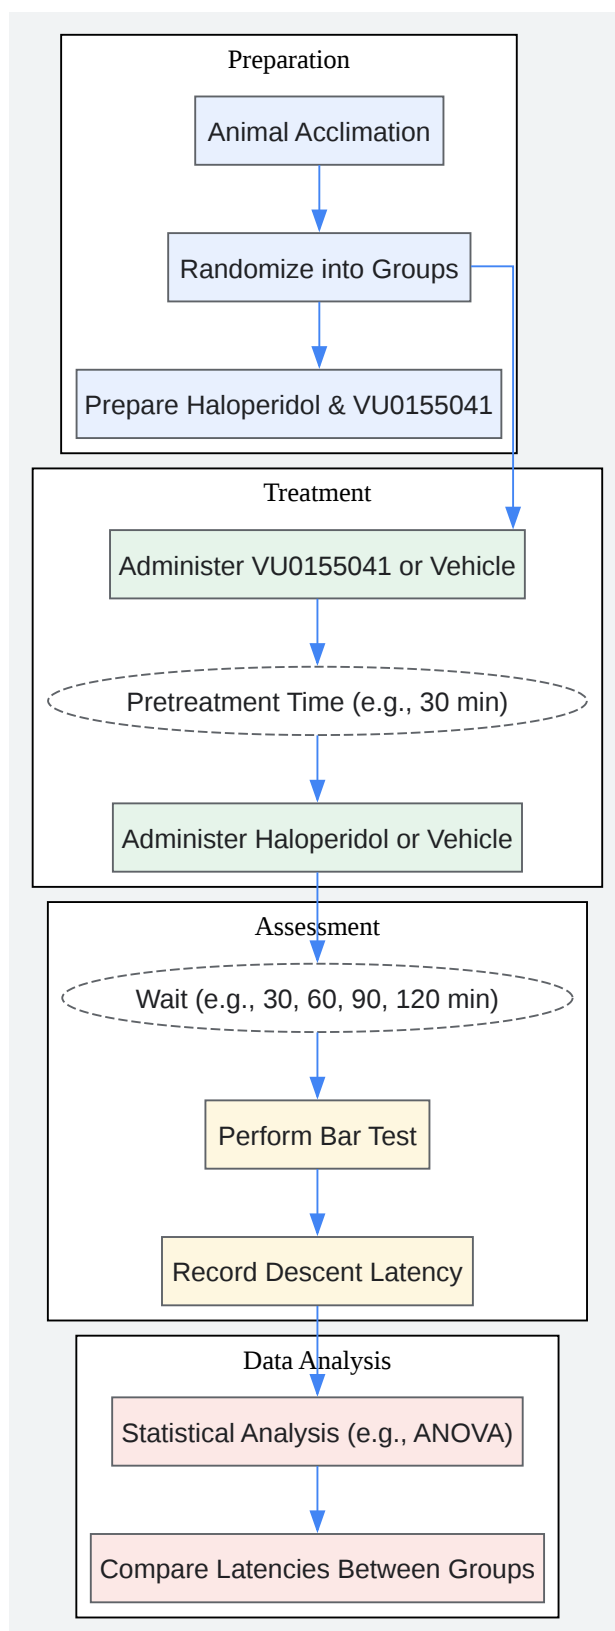 Preparation
Animal Acclimation
Randomize into Groups
Prepare Haloperidol & VU0155041
Treatment
Administer VU0155041 or Vehicle
Pretreatment Time (e.g., 30 min)
Administer Haloperidol or Vehicle
Assessment
Wait (e.g., 30, 60, 90, 120 min)
Perform Bar Test
Record Descent Latency
Data Analysis
Statistical Analysis (e.g., ANOVA)
Compare Latencies Between Groups